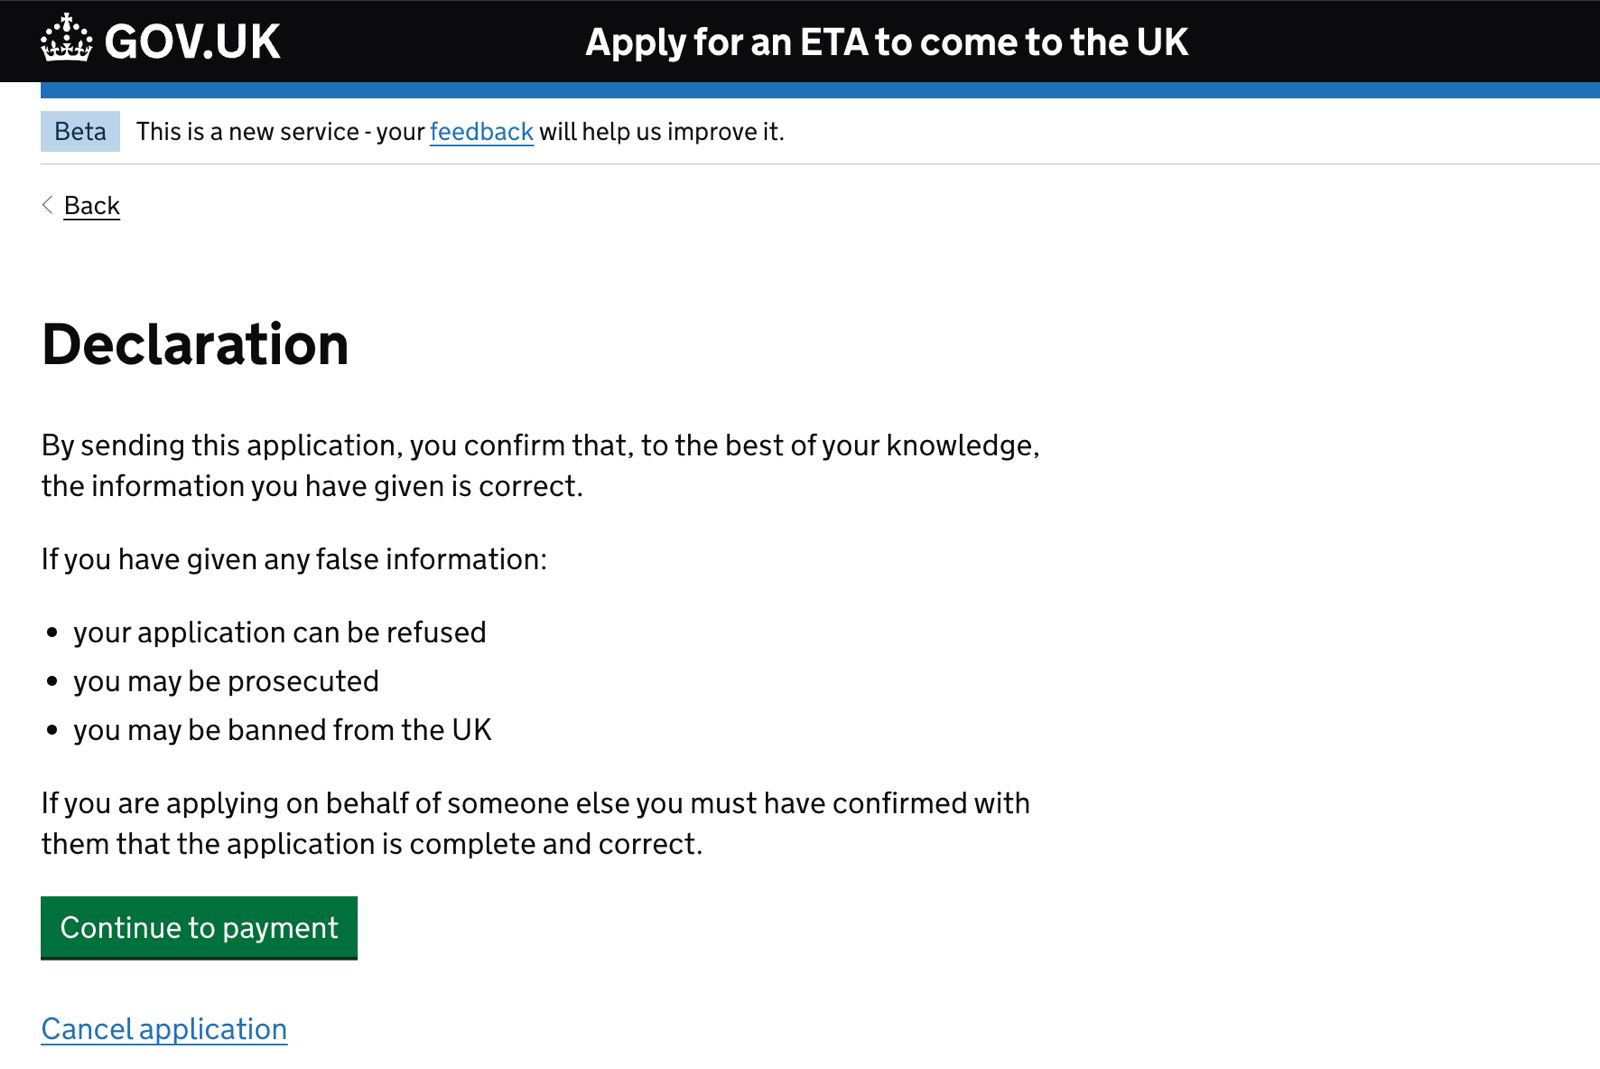 GOV.UK
Apply for an ETA to come to the UK
Beta
This is a new service - your feedback will help us improve it.
Back
Declaration
By sending this application, you confirm that, to the best of your knowledge,
the information you have given is correct.
If you have given any false information:
• your application can be refused
• you may be prosecuted
• you may be banned from the UK
If you are applying on behalf of someone else you must have confirmed with
them that the application is complete and correct.
Continue to payment
Cancel application